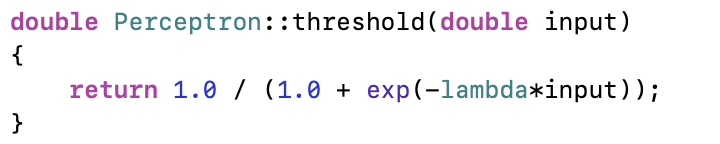 double Perceptron::threshold(double input)
{
    return 1.0 / (1.0 + exp(-lambda*input));
}